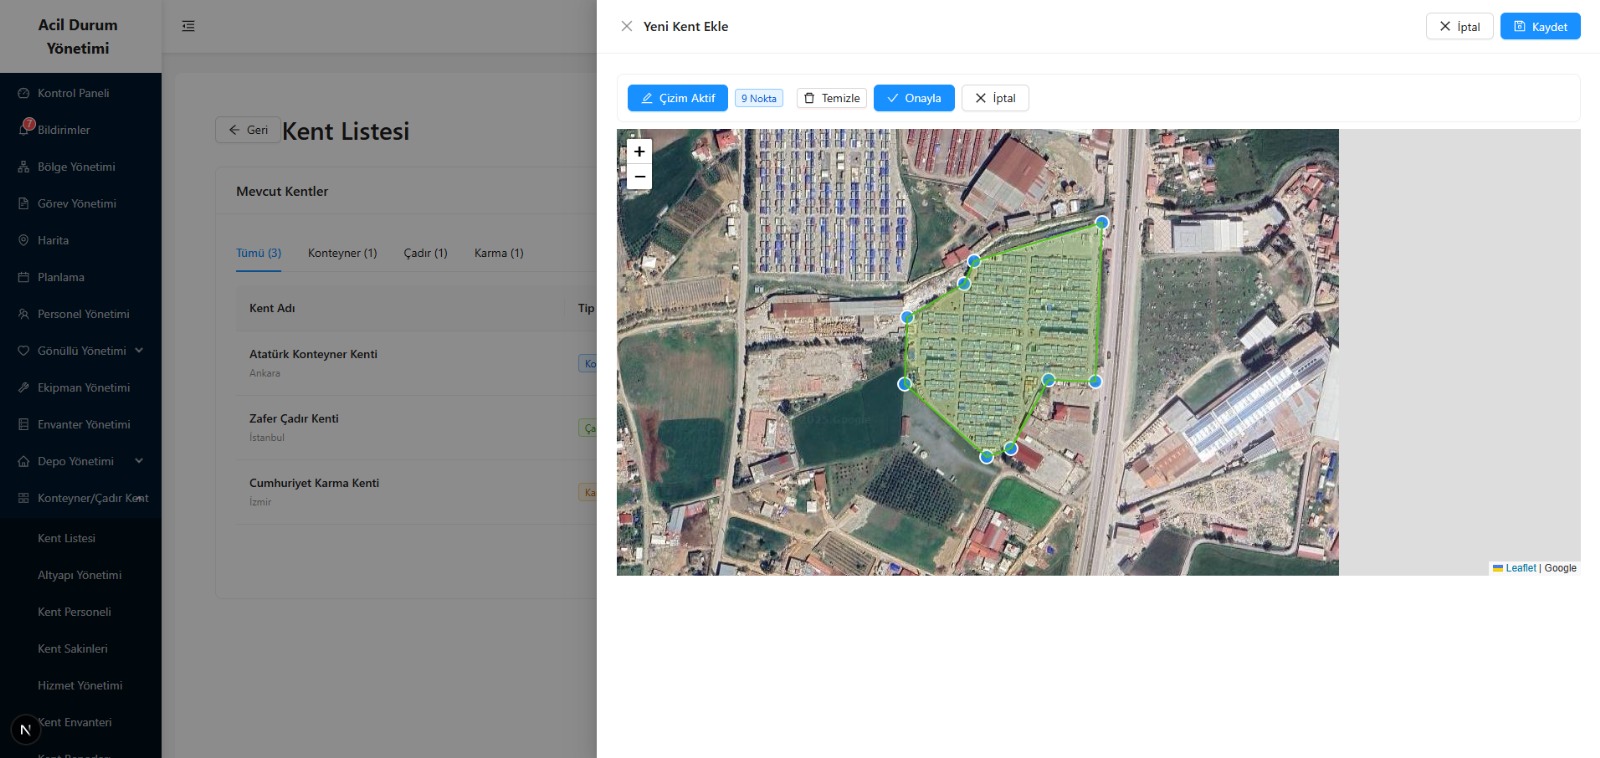 Acil Durum
Yönetimi
Kontrol Paneli
7
Bildirimler
Bölge Yönetimi
Görev Yönetimi
Harita
Planlama
Personel Yönetimi
Gönüllü Yönetimi
Ekipman Yönetimi
Envanter Yönetimi
Depo Yönetimi
Konteyner/Çadır Kent
Kent Listesi
Altyapı Yönetimi
Kent Personeli
Kent Sakinleri
Hizmet Yönetimi
N
Kent Envanteri
Geri
Kent Listesi
Mevcut Kentler
Tümü (3)
Konteyner (1)
Çadır (1)
Karma (1)
Kent Adı
Tip
Atatürk Konteyner Kenti
Ankara
Ko
Zafer Çadır Kenti
İstanbul
Ça
Cumhuriyet Karma Kenti
İzmir
Ka
Yeni Kent Ekle
İptal
Kaydet
Çizim Aktif
9 Nokta
Temizle
Onayla
İptal
+
−
Leaflet | Google